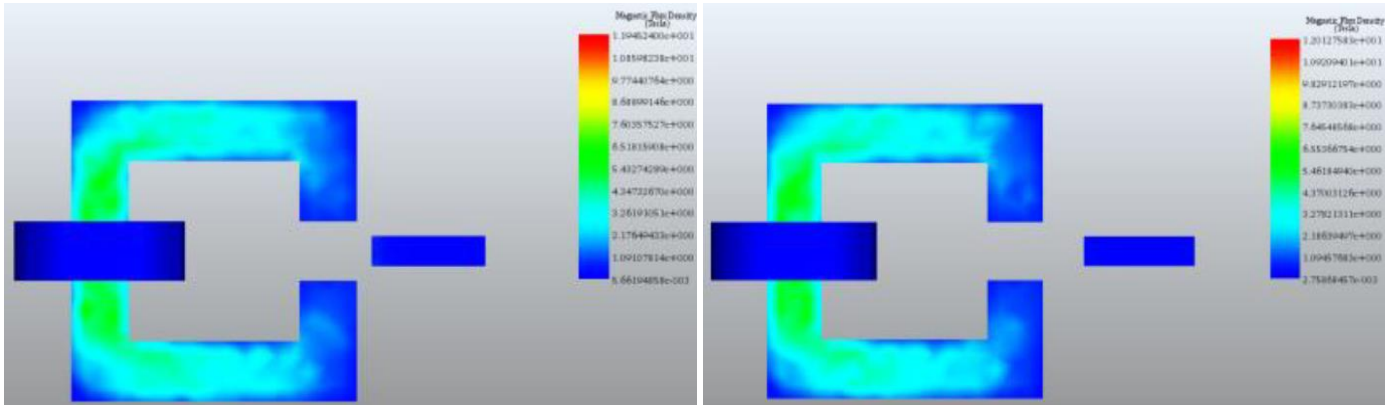 Magnetic Flux Density
(Tesla)
1.19452400e+001
1.08598238e+001
9.77440764e+000
8.68899146e+000
7.60357527e+000
6.51815908e+000
5.43274289e+000
4.34732670e+000
3.26191051e+000
2.17649433e+000
1.09107814e+000
5.66194858e-003
Magnetic Flux Density
(Tesla)
1.20127583e+001
1.09209401e+001
9.82912197e+000
8.73730383e+000
7.64548568e+000
6.55366754e+000
5.46184940e+000
4.37003126e+000
3.27821311e+000
2.18639497e+000
1.09457683e+000
2.75868457e-003